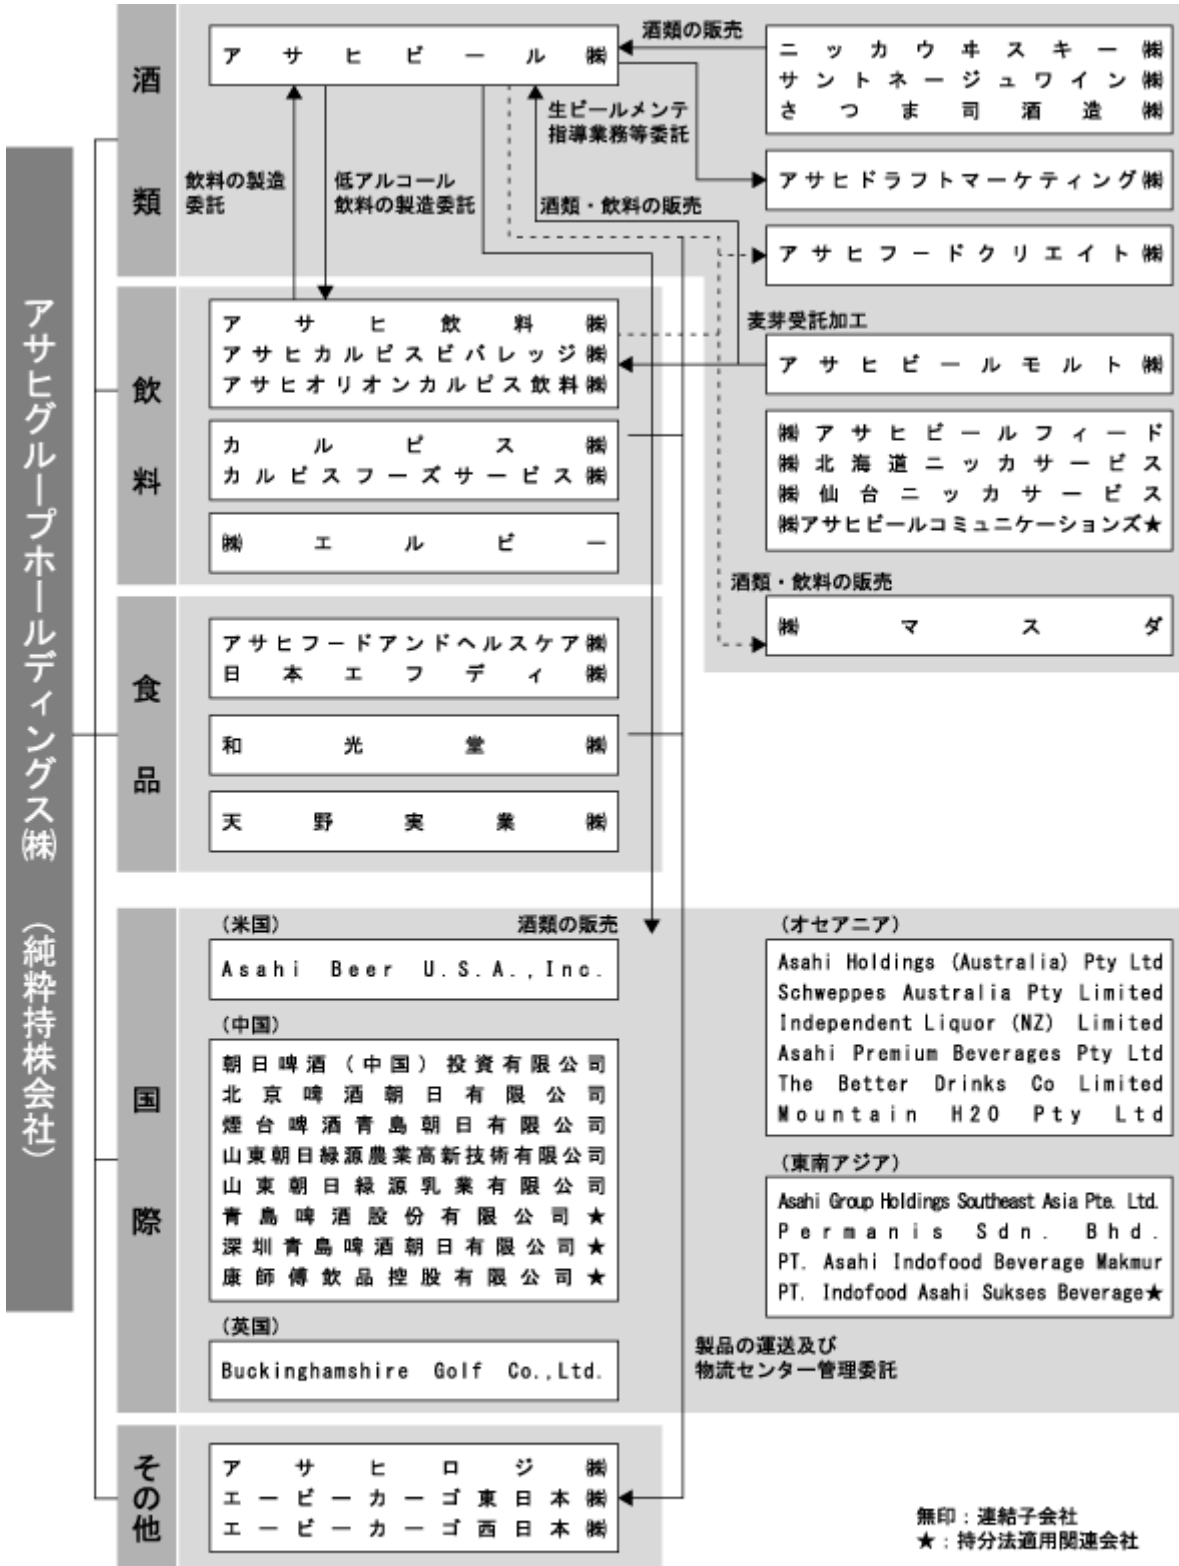 アサヒグループホールディングス㈱ (純粋持株会社)
酒類
アサヒビール㈱
酒類の販売
ニッカウヰスキー㈱
サントネージュワイン㈱
さつま司酒造㈱
生ビールメンテ
指導業務等委託
アサヒドラフトマーケティング㈱
飲料の製造
委託
低アルコール
飲料の製造委託
酒類・飲料の販売
アサヒフードクリエイト㈱
飲料
アサヒ飲料㈱
アサヒカルピスビバレッジ㈱
アサヒオリオンカルピス飲料㈱
麦芽受託加工
アサヒビールモルト㈱
カルピス㈱
カルピスフーズサービス㈱
㈱エルビー
㈱アサヒビールフィード
㈱北海道ニッカサービス
㈱仙台ニッカサービス
㈱アサヒビールコミュニケーションズ★
酒類・飲料の販売
㈱マスダ
食品
アサヒフードアンドヘルスケア㈱
日本エフディ㈱
和光堂㈱
天野実業㈱
国際
(米国)
酒類の販売
Asahi Beer U.S.A.,Inc.
(中国)
朝日啤酒(中国)投資有限公司
北京啤酒朝日有限公司
煙台啤酒青島朝日有限公司
山東朝日緑源農業高新技術有限公司
山東朝日緑源乳業有限公司
青島啤酒股份有限公司★
深圳青島啤酒朝日有限公司★
康師傅飲品控股有限公司★
(英国)
Buckinghamshire Golf Co.,Ltd.
(オセアニア)
Asahi Holdings (Australia) Pty Ltd
Schweppes Australia Pty Limited
Independent Liquor (NZ) Limited
Asahi Premium Beverages Pty Ltd
The Better Drinks Co Limited
Mountain H2O Pty Ltd
(東南アジア)
Asahi Group Holdings Southeast Asia Pte. Ltd.
Permanis Sdn. Bhd.
PT. Asahi Indofood Beverage Makmur
PT. Indofood Asahi Sukses Beverage★
製品の運送及び
物流センター管理委託
その他
アサヒロジ㈱
エービーカーゴ東日本㈱
エービーカーゴ西日本㈱
無印:連結子会社
★:持分法適用関連会社